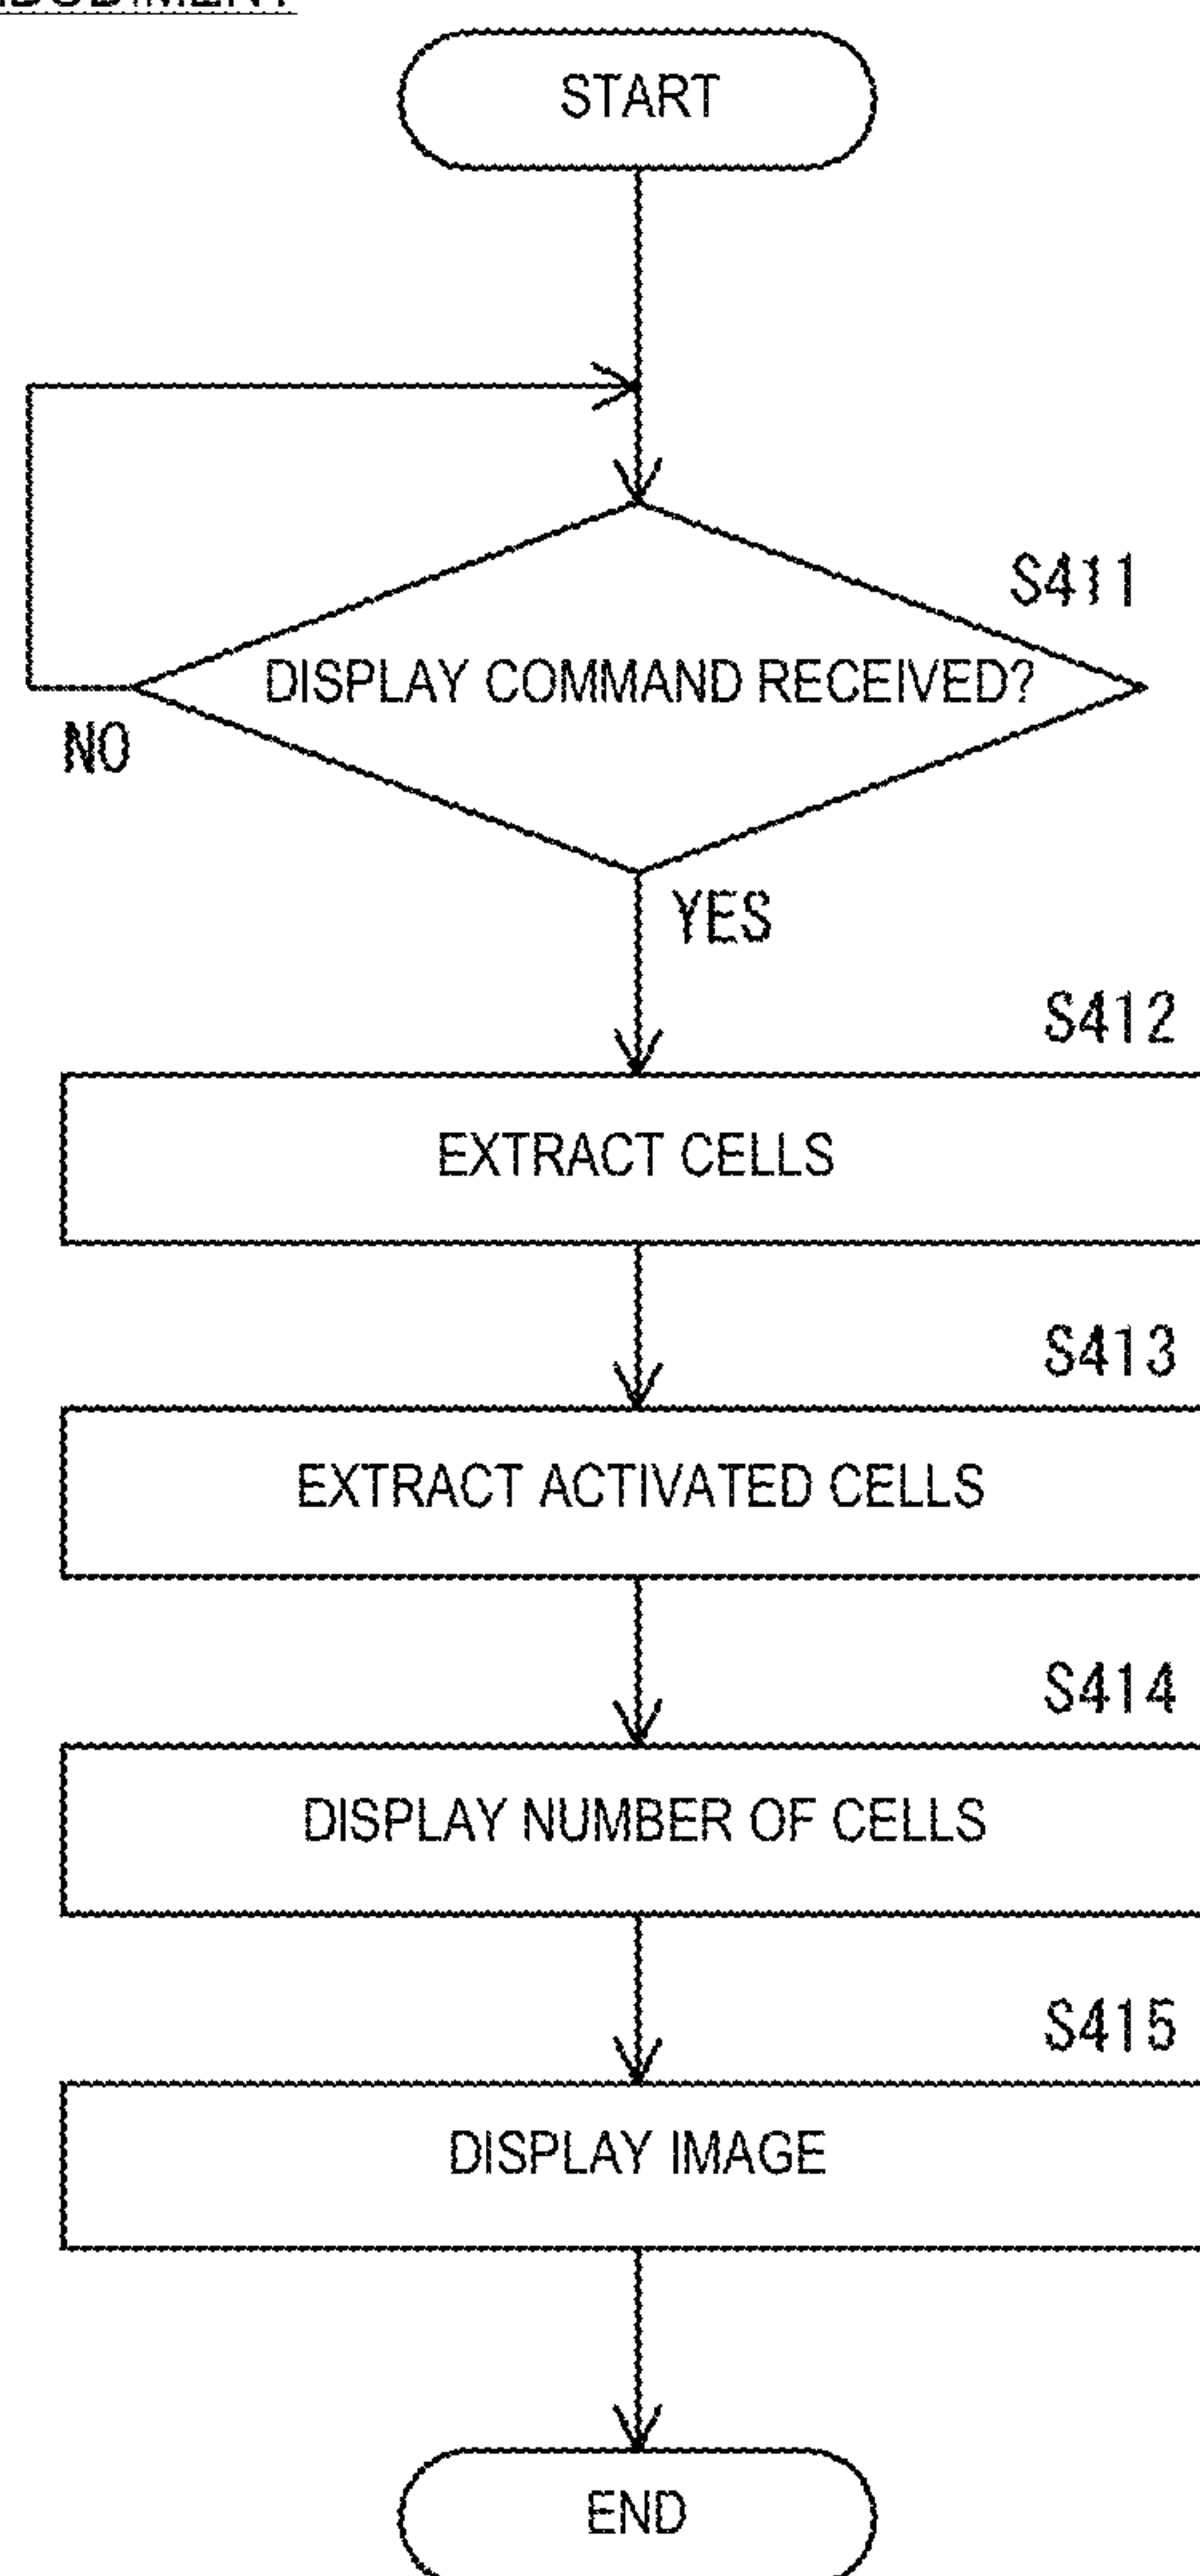 START
S411
DISPLAY COMMAND RECEIVED?
NO
YES
S412
EXTRACT CELLS
S413
EXTRACT ACTIVATED CELLS
S414
DISPLAY NUMBER OF CELLS
S415
DISPLAY IMAGE
END